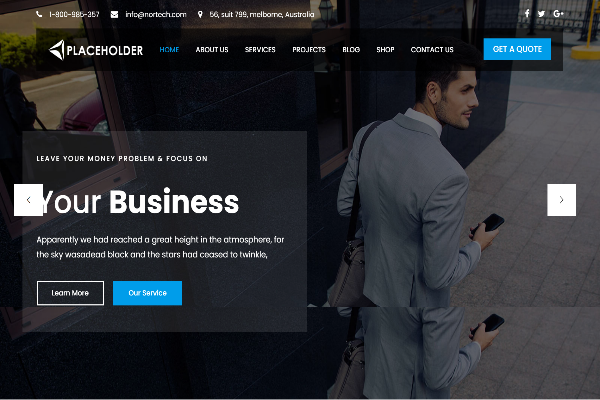 1-800-985-357 info@nortech.com 56, suit 799, melborne, Australia
PLACEHOLDER HOME ABOUT US SERVICES PROJECTS BLOG SHOP CONTACT US GET A QUOTE
LEAVE YOUR MONEY PROBLEM & FOCUS ON
Your Business
Apparently we had reached a great height in the atmosphere, for
the sky wasadead black and the stars had ceased to twinkle,
Learn More Our Service